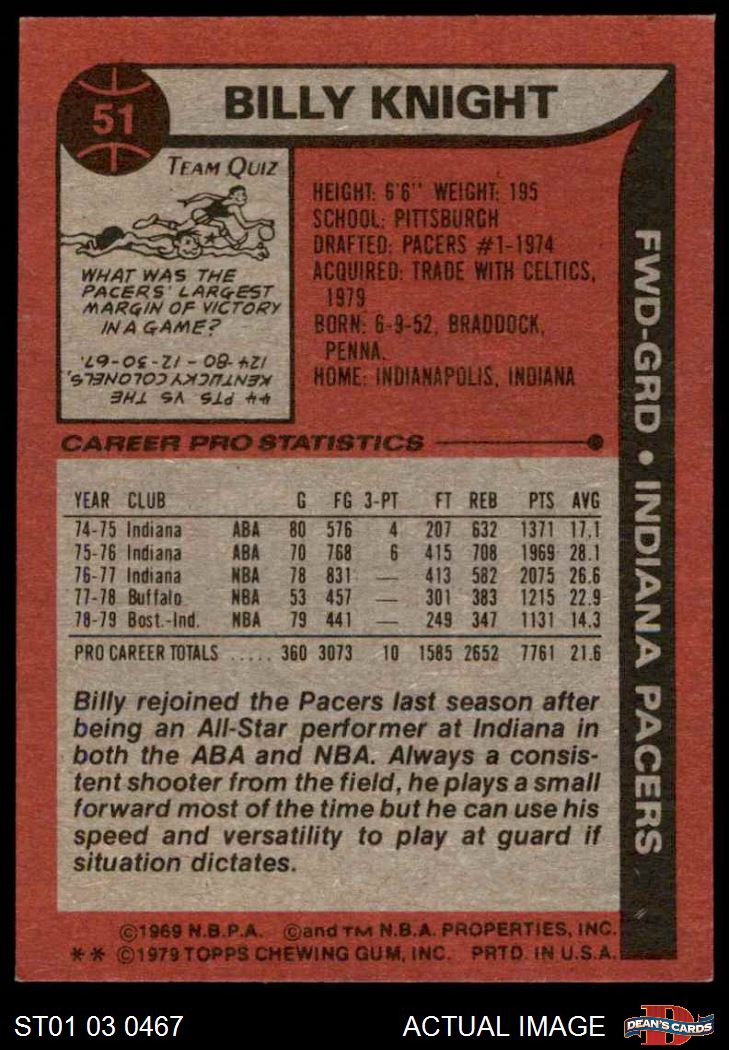 51
BILLY KNIGHT
TEAM QUIZ
WHAT WAS THE
PACERS' LARGEST
MARGIN OF VICTORY
IN A GAME?
44 PTS VS THE
KENTUCKY COLONELS,
124-80 - 12-30-67.
HEIGHT: 6'6" WEIGHT: 195
SCHOOL: PITTSBURGH
DRAFTED: PACERS #1-1974
ACQUIRED: TRADE WITH CELTICS,
1979
BORN: 6-9-52, BRADDOCK,
PENNA.
HOME: INDIANAPOLIS, INDIANA
FWD-GRD • INDIANA PACERS
CAREER PRO STATISTICS
YEAR CLUB G FG 3-PT FT REB PTS AVG
74-75 Indiana ABA 80 576 4 207 632 1371 17.1
75-76 Indiana ABA 70 768 6 415 708 1969 28.1
76-77 Indiana NBA 78 831 — 413 582 2075 26.6
77-78 Buffalo NBA 53 457 — 301 383 1215 22.9
78-79 Bost.-Ind. NBA 79 441 — 249 347 1131 14.3
PRO CAREER TOTALS ..... 360 3073 10 1585 2652 7761 21.6
Billy rejoined the Pacers last season after
being an All-Star performer at Indiana in
both the ABA and NBA. Always a consis-
tent shooter from the field, he plays a small
forward most of the time but he can use his
speed and versatility to play at guard if
situation dictates.
©1969 N.B.P.A. ©and TM N.B.A. PROPERTIES, INC.
** ©1979 TOPPS CHEWING GUM, INC. PRTD. IN U.S.A.
ST01 03 0467
ACTUAL IMAGE
DEAN'S CARDS